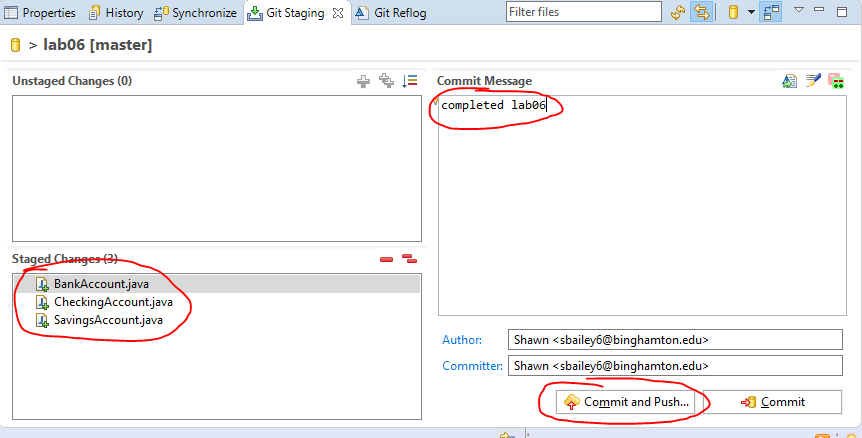 Properties History Synchronize Git Staging Git Reflog Filter files
> lab06 [master]
Unstaged Changes (0)
Staged Changes (3)
BankAccount.java
CheckingAccount.java
SavingsAccount.java
Commit Message
completed lab06
Author: Shawn <sbailey6@binghamton.edu>
Committer: Shawn <sbailey6@binghamton.edu>
Commit and Push... Commit